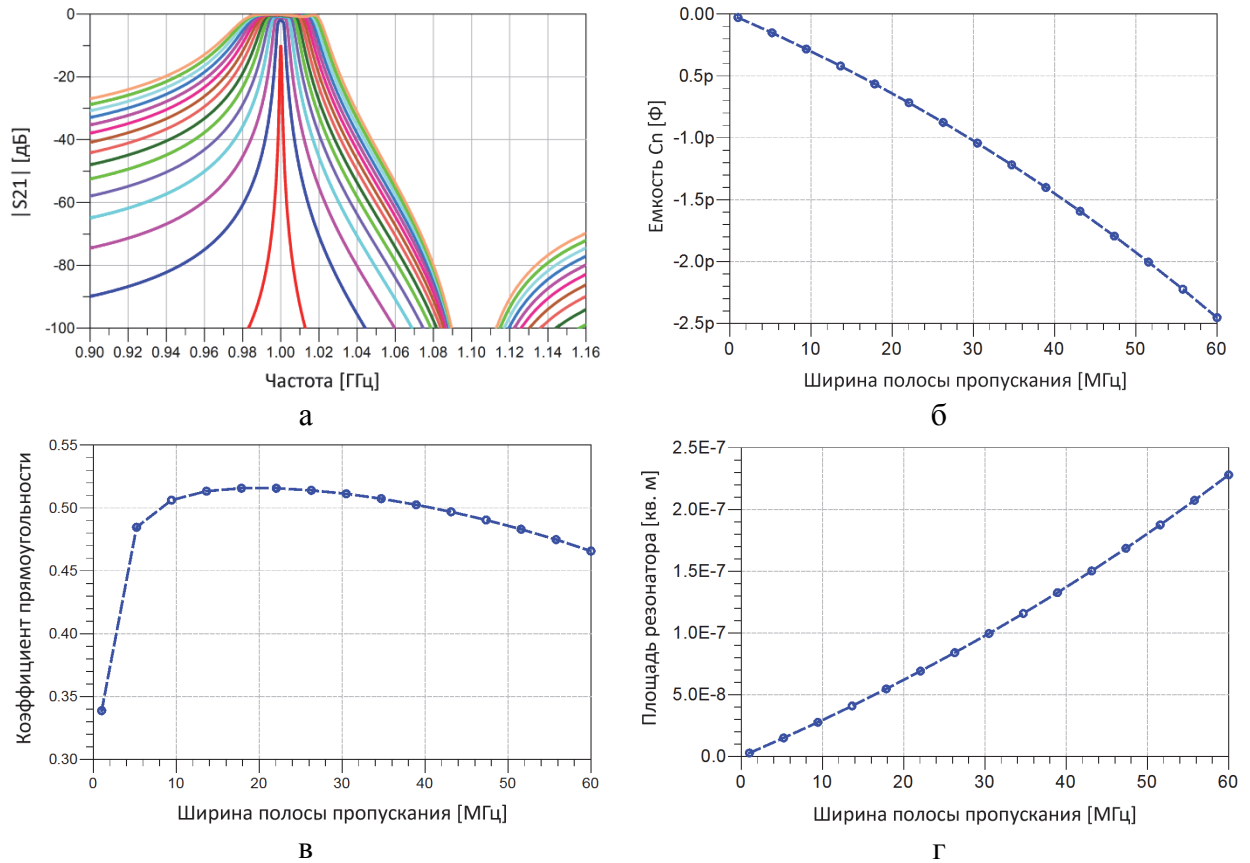 0
-20
-40
-60
-80
-100
|S21| [дБ]
0.90 0.92 0.94 0.96 0.98 1.00 1.02 1.04 1.06 1.08 1.10 1.12 1.14 1.16
Частота [ГГц]
а
0.00
0.5p
-1.0p
-1.5p
-2.0p
-2.5p
Емкость Cn [Ф]
0 10 20 30 40 50 60
Ширина полосы пропускания [МГц]
б
0.55
0.50
0.45
0.40
0.35
0.30
Коэффициент прямоугольности
0 10 20 30 40 50 60
Ширина полосы пропускания [МГц]
в
2.5E-7
2.0E-7
1.5E-7
1.0E-7
5.0E-8
0.0
Площадь резонатора [кв. м]
0 10 20 30 40 50 60
Ширина полосы пропускания [МГц]
г